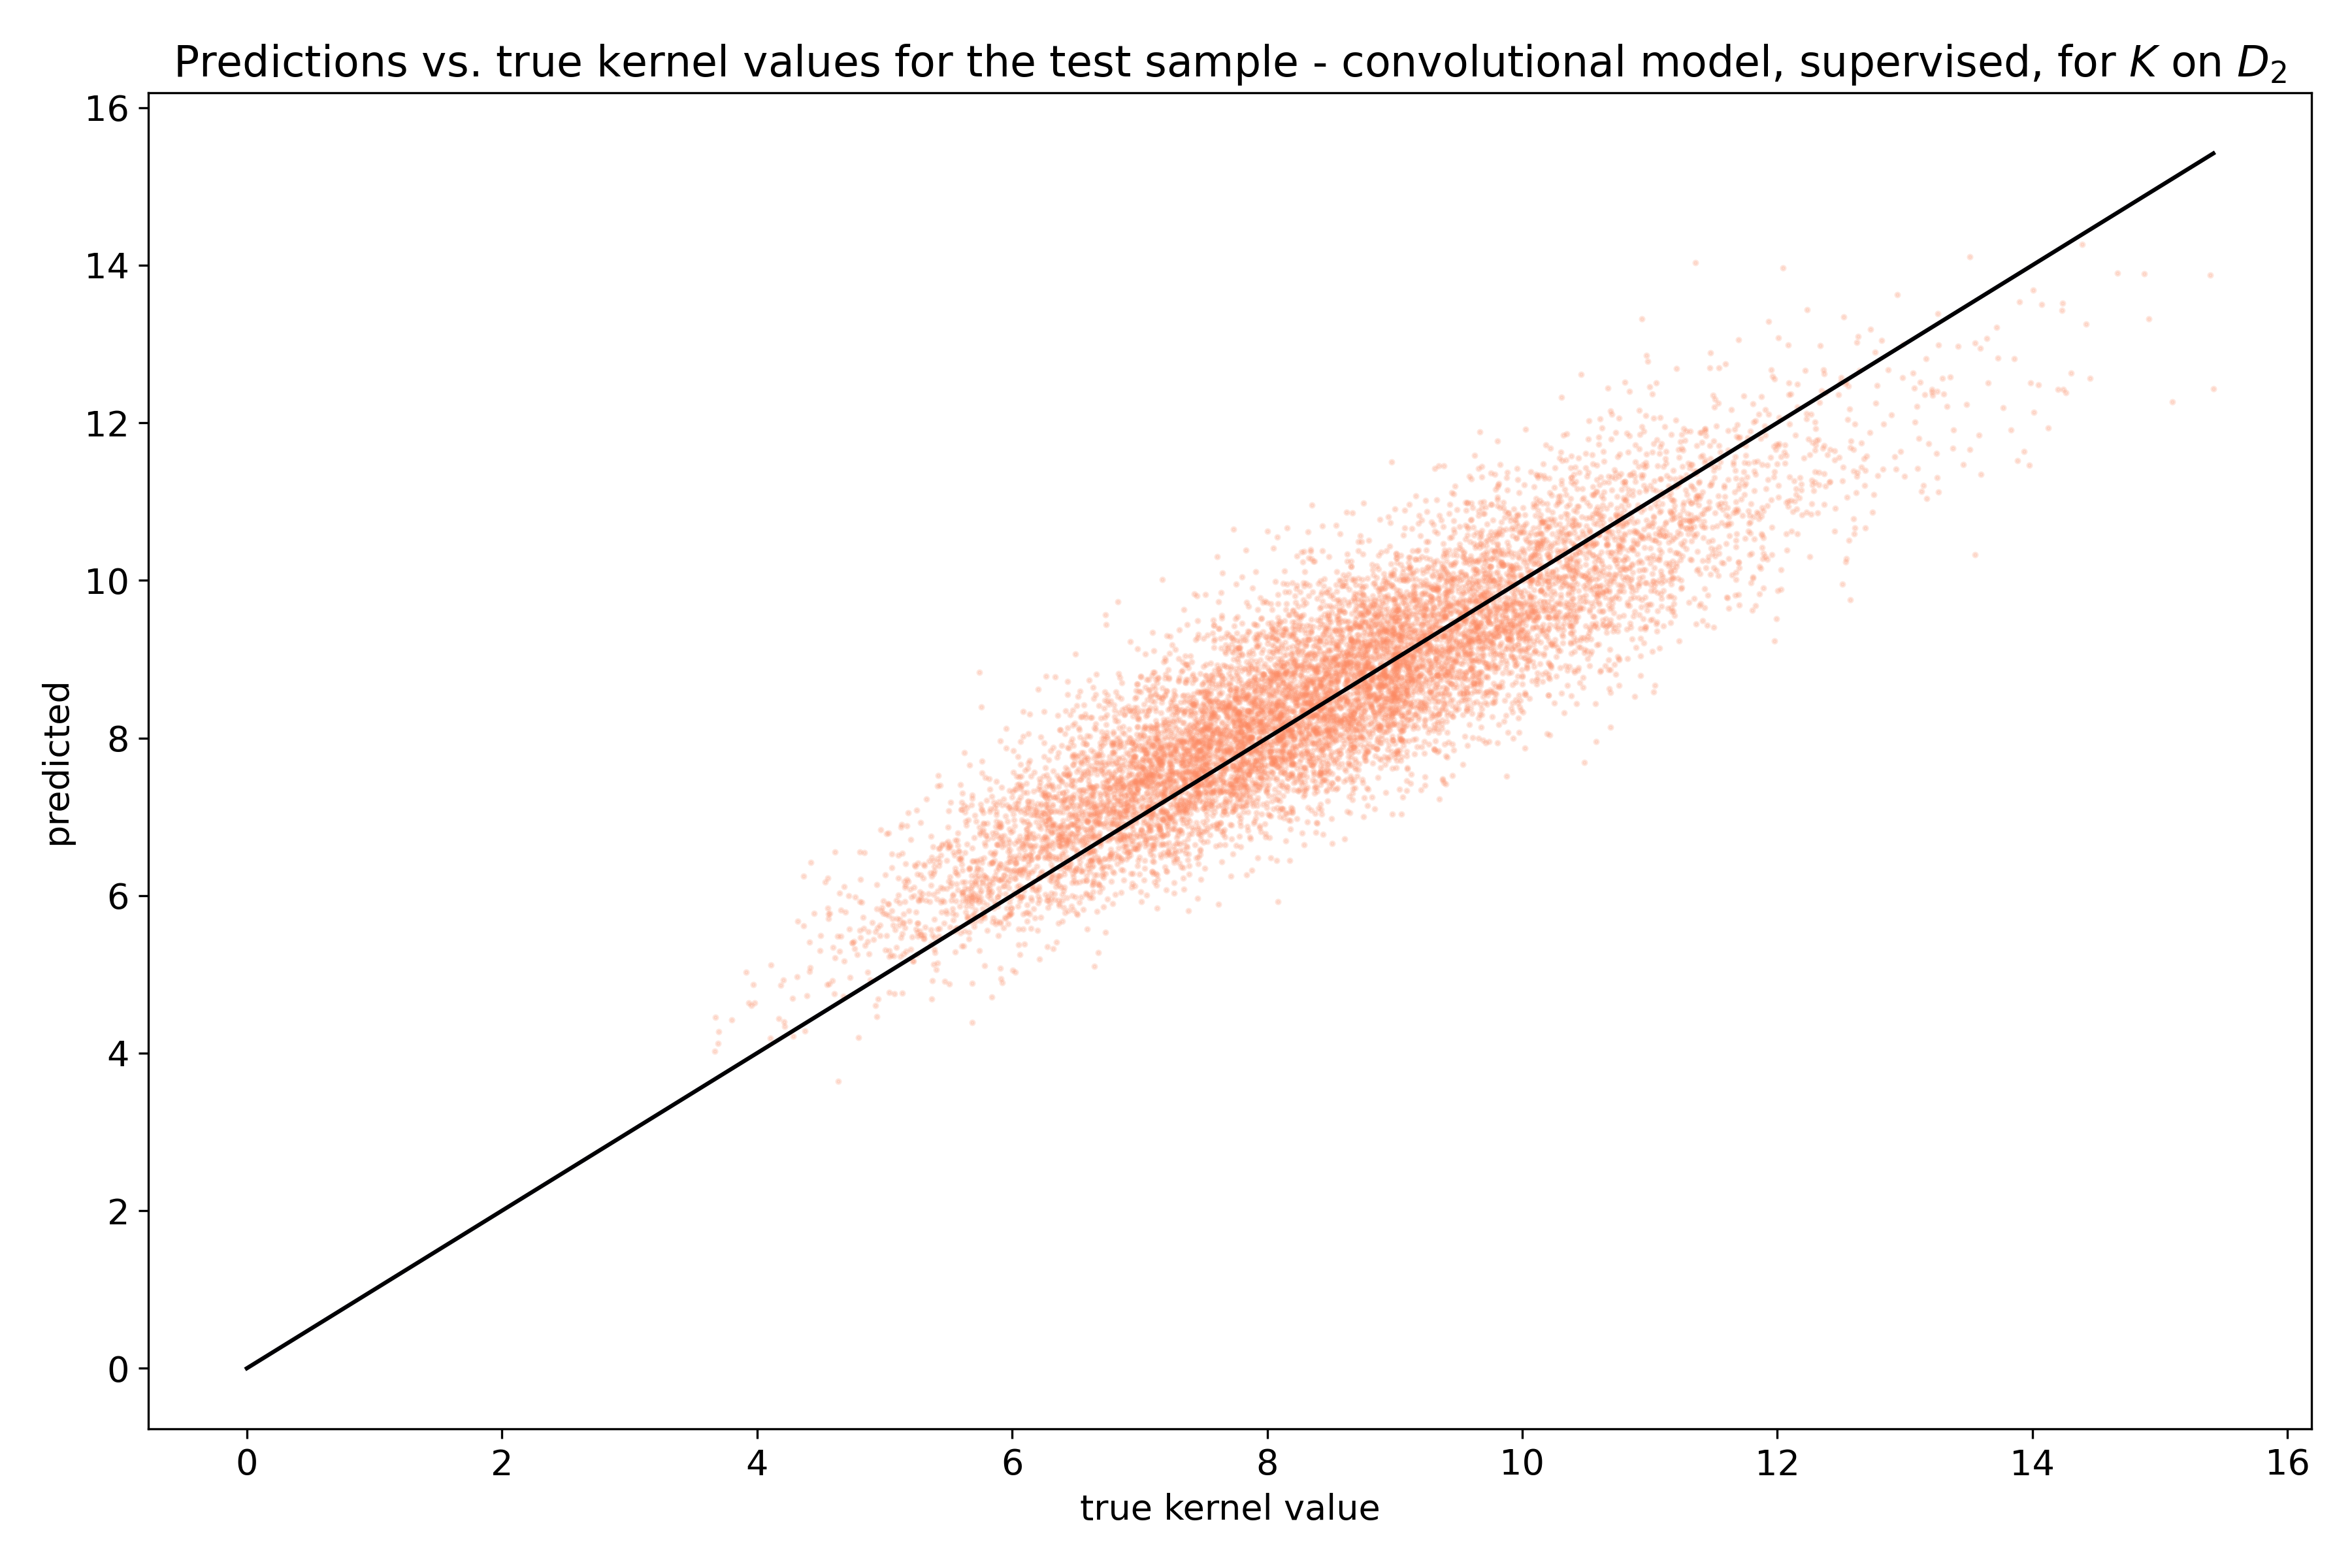 Predictions vs. true kernel values for the test sample - convolutional model, supervised, for K on D₂
16
14
12
10
8
6
4
2
0
predicted
0 2 4 6 8 10 12 14 16
true kernel value